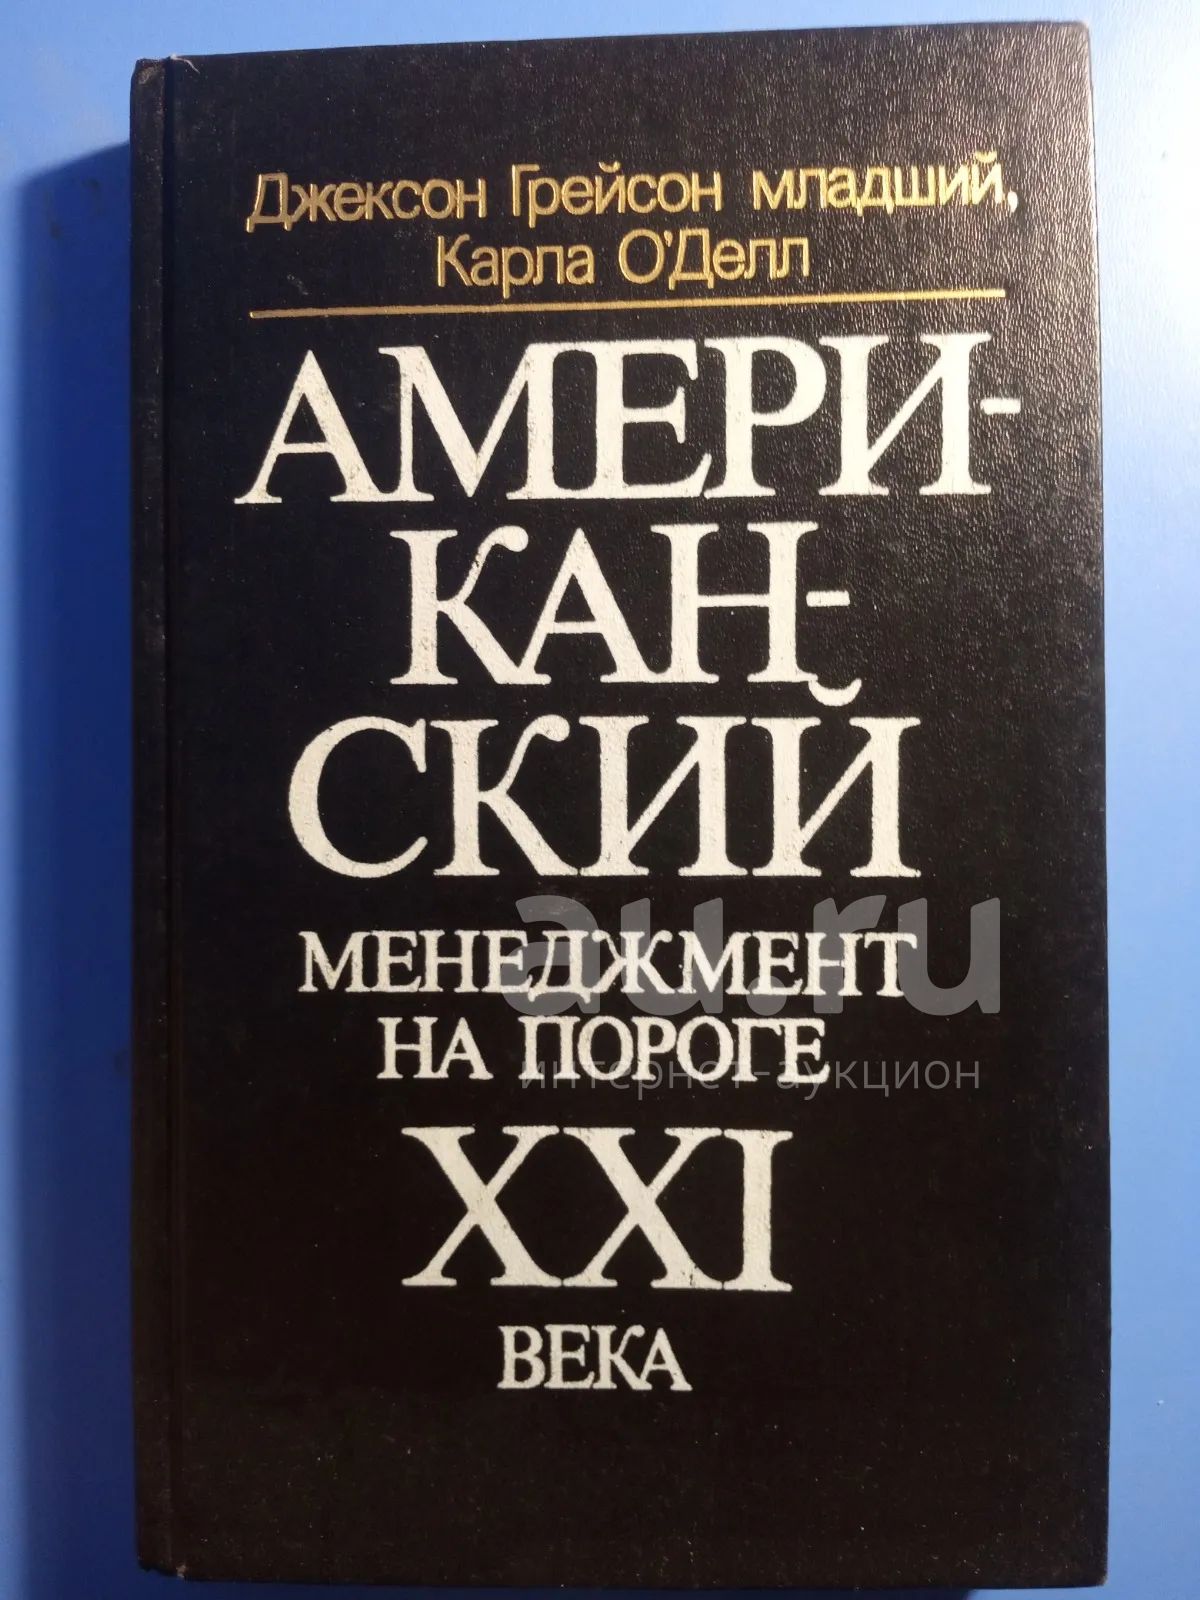 Джексон Грейсон младший,
Карла О'Делл
АМЕРИ-
КАН-
СКИЙ
МЕНЕДЖМЕНТ
НА ПОРОГЕ
XXI
ВЕКА
au.ru
интернет-аукцион